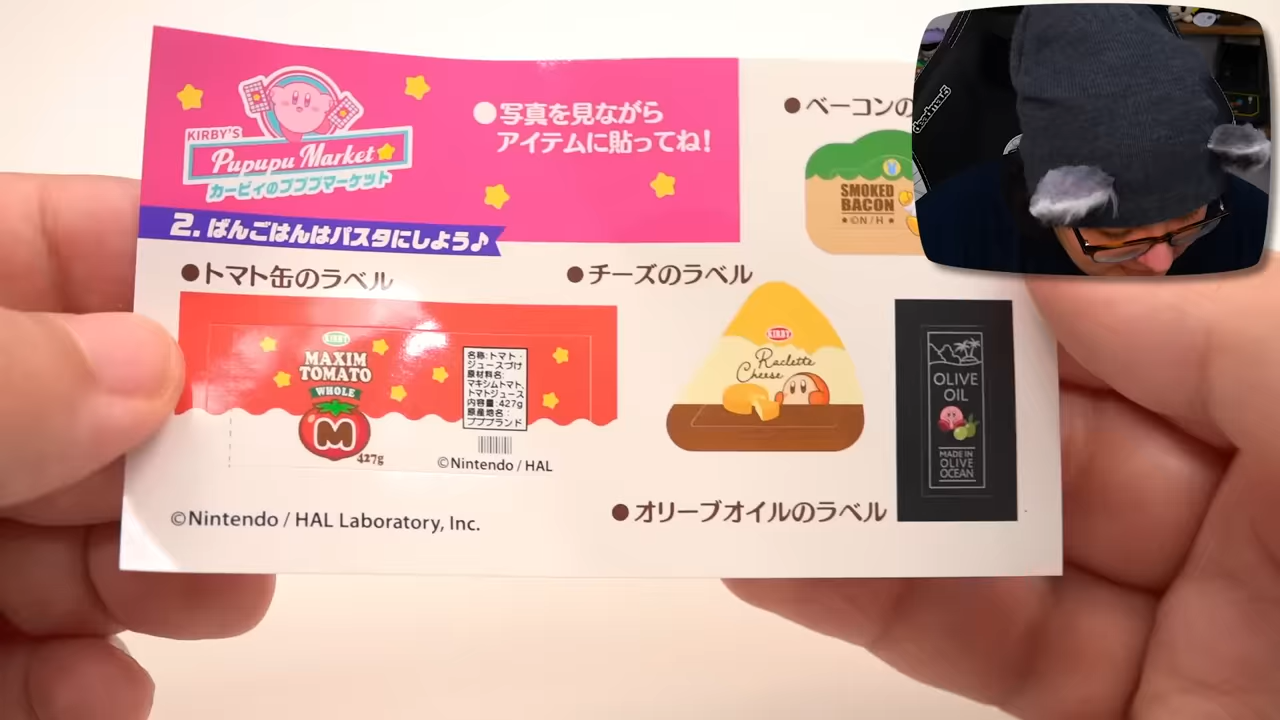 KIRBY'S
Pupupu Market
カービィのプププマーケット
●写真を見ながら
アイテムに貼ってね!
2. ばんごはんはパスタにしよう♪
●ベーコンの
SMOKED
BACON
★©N/H★
●トマト缶のラベル
KIRBY
MAXIM
TOMATO
WHOLE
M
427g
名称:トマト・
ジュースづけ
原材料名:
マキシムトマト,
トマトジュース
内容量:427g
原産地名:
プププランド
©Nintendo / HAL
●チーズのラベル
KIRBY
Raclette
Cheese
OLIVE
OIL
MADE IN
OLIVE
OCEAN
●オリーブオイルのラベル
©Nintendo / HAL Laboratory, Inc.
deadmau5